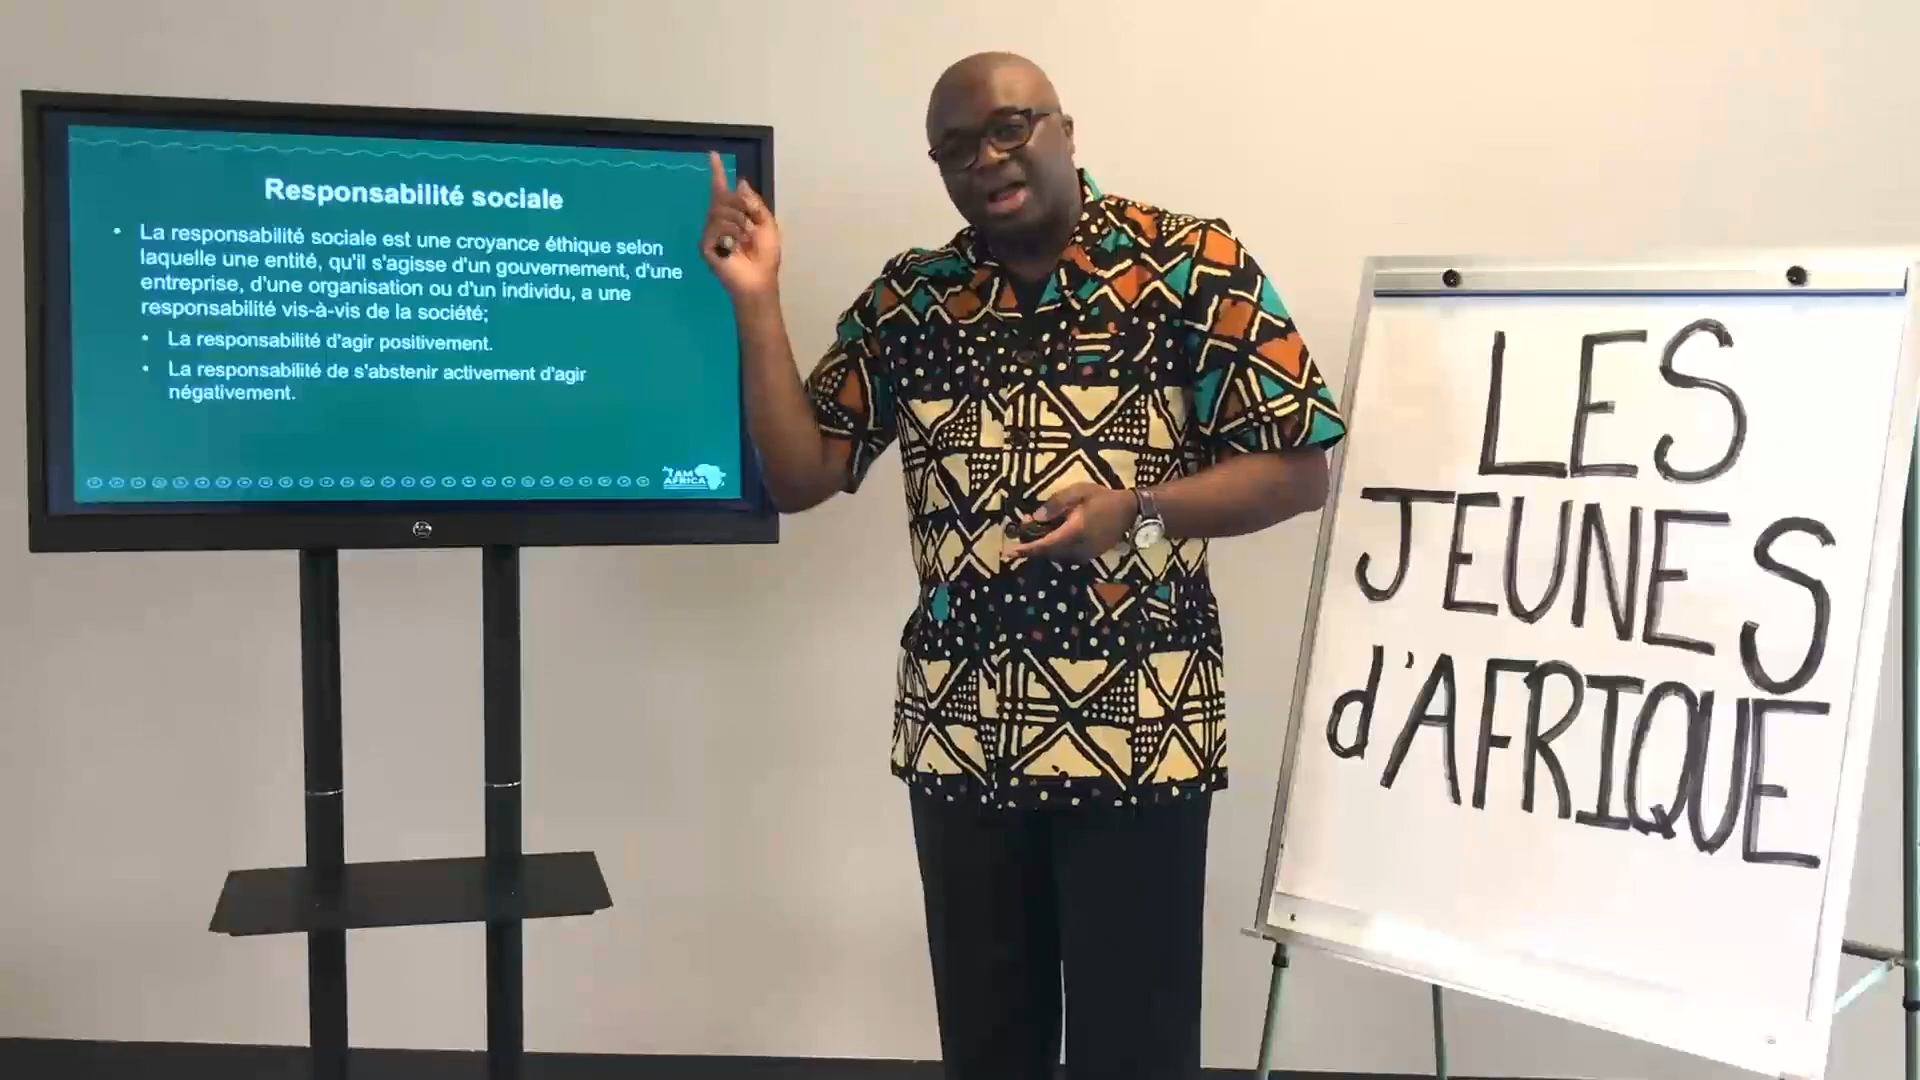 Responsabilité sociale
• La responsabilité sociale est une croyance éthique selon
laquelle une entité, qu'il s'agisse d'un gouvernement, d'une
entreprise, d'une organisation ou d'un individu, a une
responsabilité vis-à-vis de la société;
• La responsabilité d'agir positivement.
• La responsabilité de s'abstenir activement d'agir
négativement.
I AM
AFRICA
LES
JEUNES
d'AFRIQUE